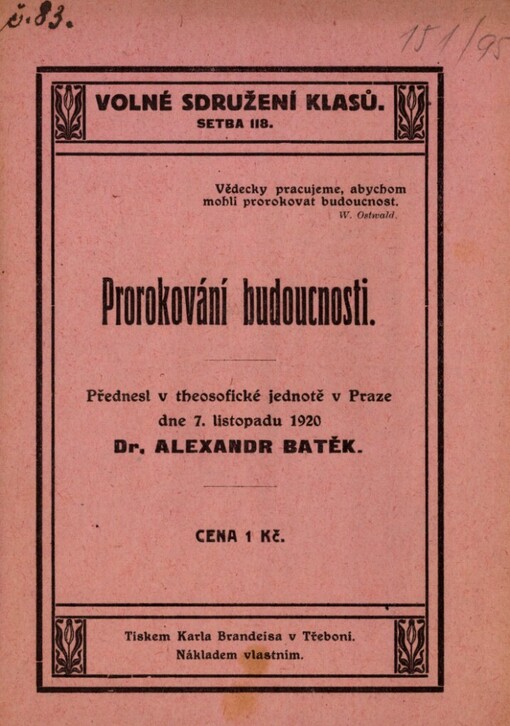 č. 83.
151/95
VOLNÉ SDRUŽENÍ KLASŮ.
SETBA 118.
Vědecky pracujeme, abychom
mohli prorokovat budoucnost.
W. Ostwald.
Prorokování budoucnosti.
Přednesl v theosofické jednotě v Praze
dne 7. listopadu 1920
Dr. ALEXANDR BATĚK.
CENA 1 Kč.
Tiskem Karla Brandeisa v Třeboni.
Nákladem vlastním.